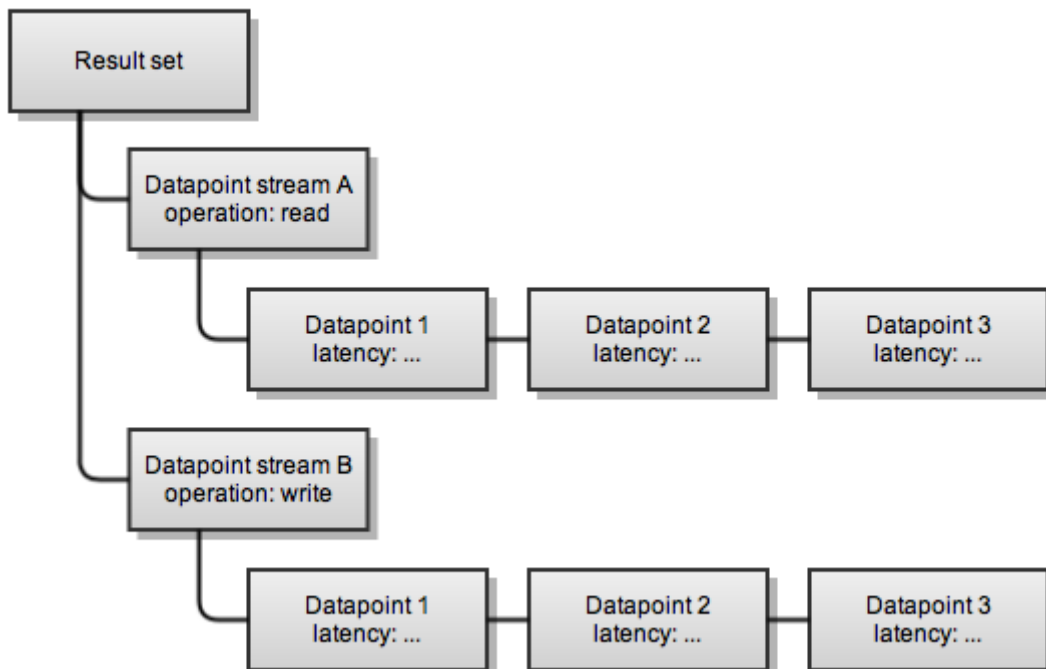 Result set
Datapoint stream A
operation: read
Datapoint 1
latency: ...
Datapoint 2
latency: ...
Datapoint 3
latency: ...
Datapoint stream B
operation: write
Datapoint 1
latency: ...
Datapoint 2
latency: ...
Datapoint 3
latency: ...